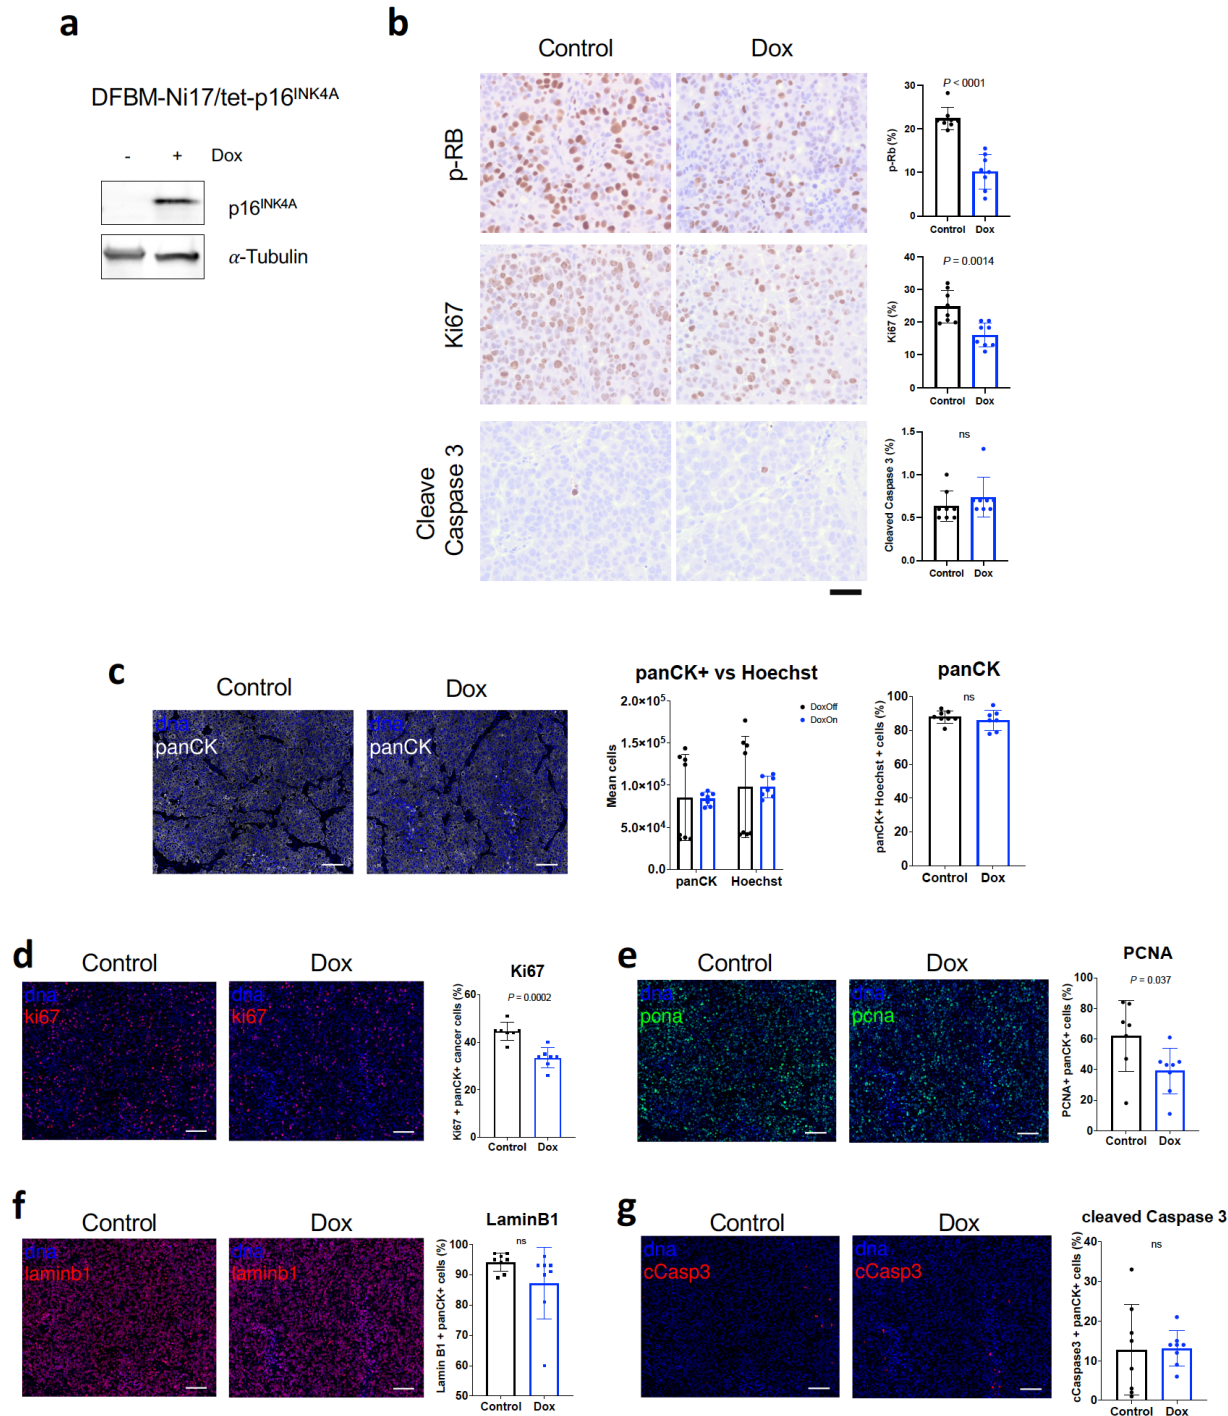 a
DFBM-Ni17/tet-p16INK4A
- + Dox
p16INK4A
α-Tubulin
b
Control Dox
p-RB
P < 0001
p-Rb (%)
30
20
10
0
Control Dox
Ki67
P = 0.0014
Ki67 (%)
40
30
20
10
0
Control Dox
Cleave
Caspase 3
ns
Cleaved Caspase 3 (%)
1.5
1.0
0.5
0.0
Control Dox
c
Control Dox
dna
panCK
dna
panCK
panCK+ vs Hoechst
DoxOff
DoxOn
Mean cells
2.0×10⁵
1.5×10⁵
1.0×10⁵
5.0×10⁴
0.0
panCK Hoechst
panCK
ns
panCK+ Hoechst + cells (%)
100
80
60
40
20
0
Control Dox
d
Control Dox
dna
ki67
dna
ki67
Ki67
P = 0.0002
Ki67 + panCK+ cancer cells (%)
60
40
20
0
Control Dox
e
Control Dox
dna
pcna
dna
pcna
PCNA
P = 0.037
PCNA+ panCK+ cells (%)
100
80
60
40
20
0
Control Dox
f
Control Dox
dna
laminb1
dna
laminb1
LaminB1
ns
Lamin B1 + panCK+ cells (%)
100
90
80
70
60
50
Control Dox
g
Control Dox
dna
cCasp3
dna
cCasp3
cleaved Caspase 3
ns
cCaspase3 + panCK+ cells (%)
40
30
20
10
0
Control Dox